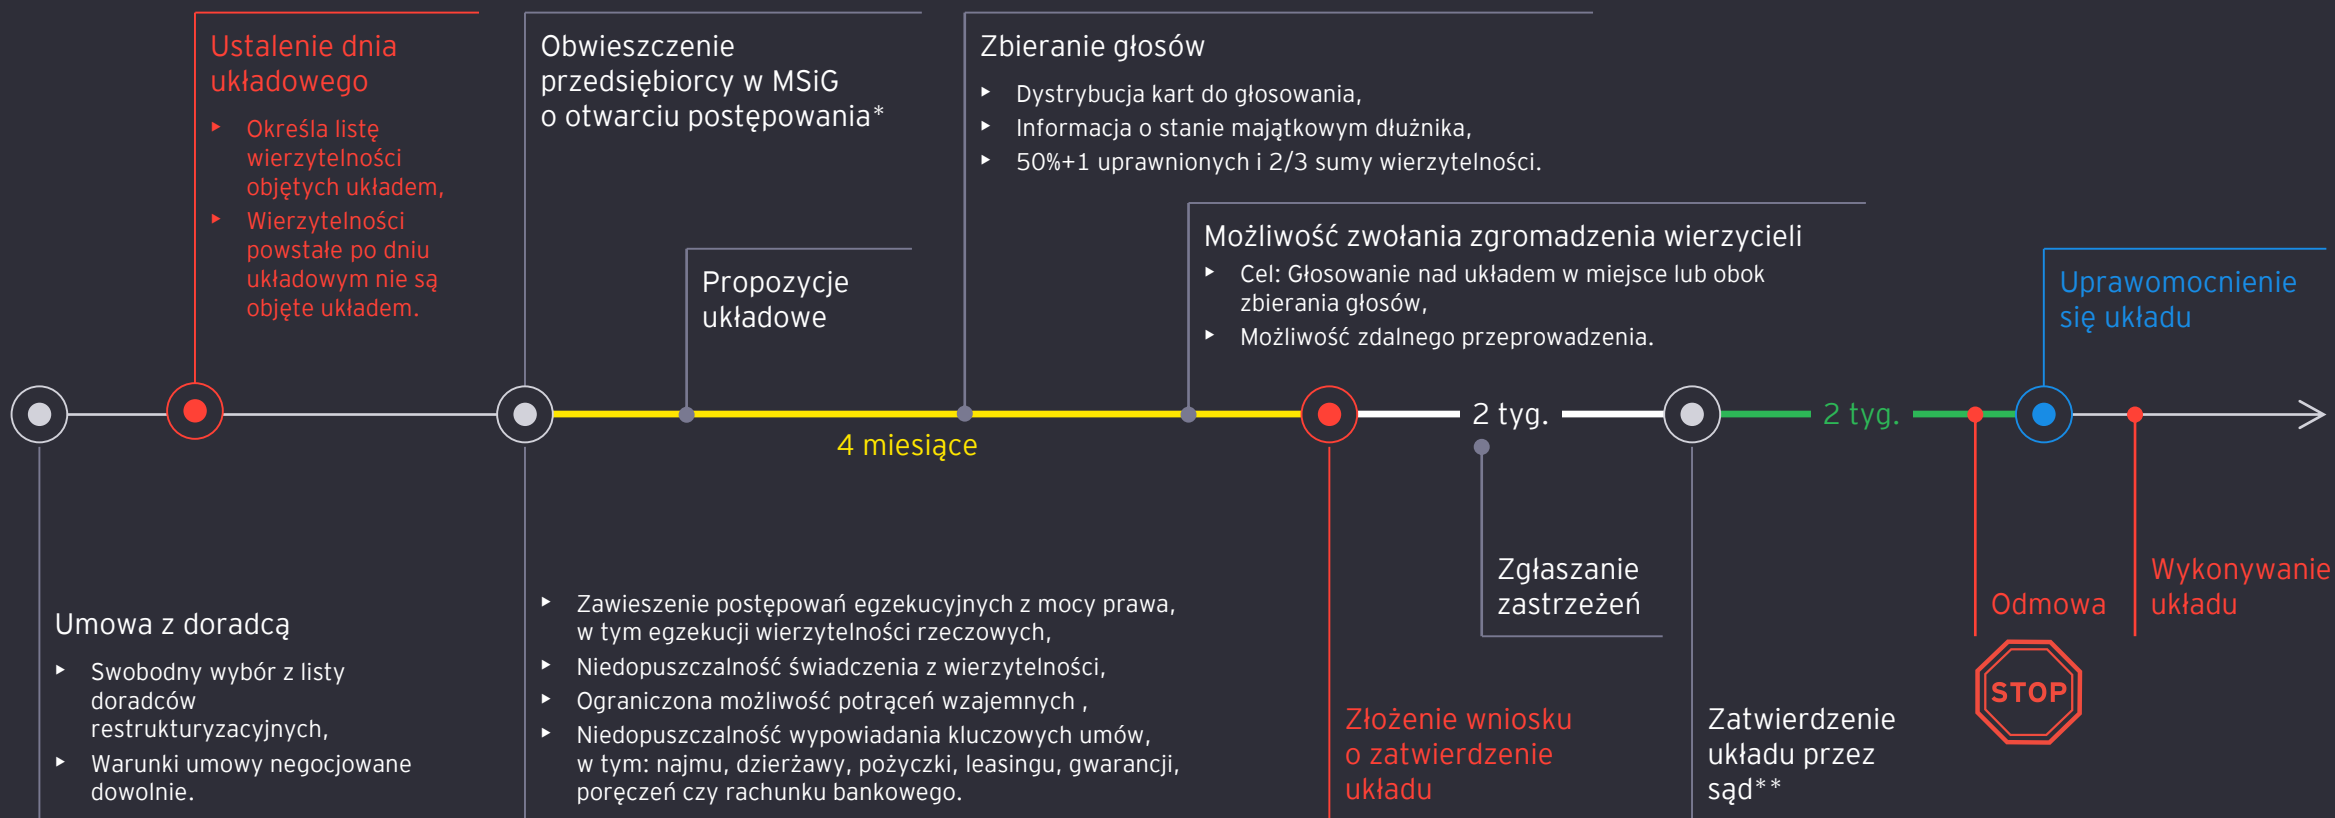 Ustalenie dnia
układowego
▸ Określa listę
wierzytelności
objętych układem,
▸ Wierzytelności
powstałe po dniu
układowym nie są
objęte układem.
Obwieszczenie
przedsiębiorcy w MSiG
o otwarciu postępowania*
Propozycje
układowe
Zbieranie głosów
▸ Dystrybucja kart do głosowania,
▸ Informacja o stanie majątkowym dłużnika,
▸ 50%+1 uprawnionych i 2/3 sumy wierzytelności.
Możliwość zwołania zgromadzenia wierzycieli
▸ Cel: Głosowanie nad układem w miejsce lub obok
zbierania głosów,
▸ Możliwość zdalnego przeprowadzenia.
Uprawomocnienie
się układu
4 miesiące
2 tyg.
2 tyg.
Umowa z doradcą
▸ Swobodny wybór z listy
doradców
restrukturyzacyjnych,
▸ Warunki umowy negocjowane
dowolnie.
▸ Zawieszenie postępowań egzekucyjnych z mocy prawa,
w tym egzekucji wierzytelności rzeczowych,
▸ Niedopuszczalność świadczenia z wierzytelności,
▸ Ograniczona możliwość potrąceń wzajemnych ,
▸ Niedopuszczalność wypowiadania kluczowych umów,
w tym: najmu, dzierżawy, pożyczki, leasingu, gwarancji,
poręczeń czy rachunku bankowego.
Złożenie wniosku
o zatwierdzenie
układu
Zgłaszanie
zastrzeżeń
Zatwierdzenie
układu przez
sąd**
Odmowa
STOP
Wykonywanie
układu